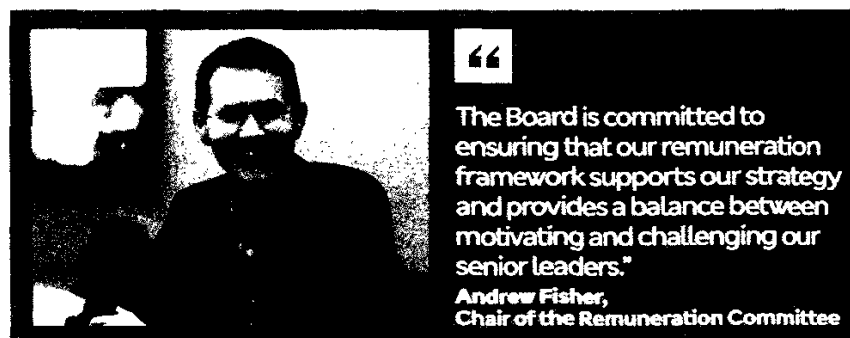 “
The Board is committed to
ensuring that our remuneration
framework supports our strategy
and provides a balance between
motivating and challenging our
senior leaders.”
Andrew Fisher,
Chair of the Remuneration Committee